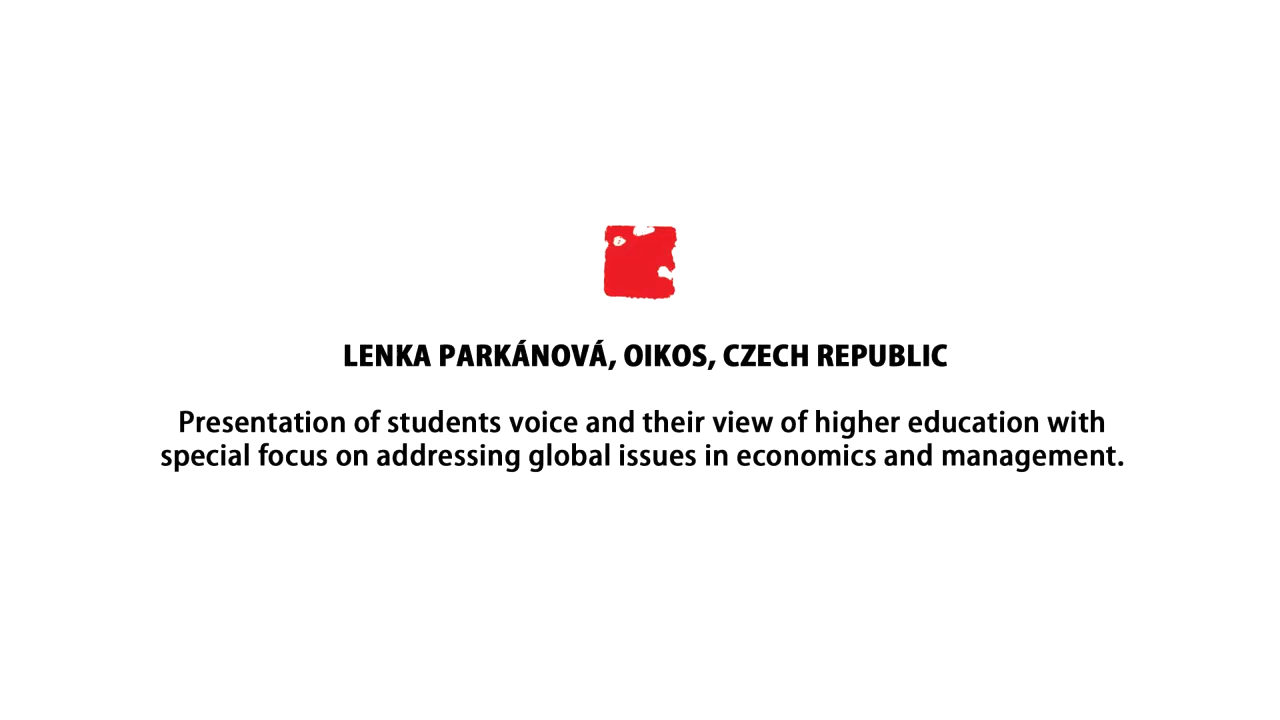 LENKA PARKÁNOVÁ, OIKOS, CZECH REPUBLIC
Presentation of students voice and their view of higher education with
special focus on addressing global issues in economics and management.